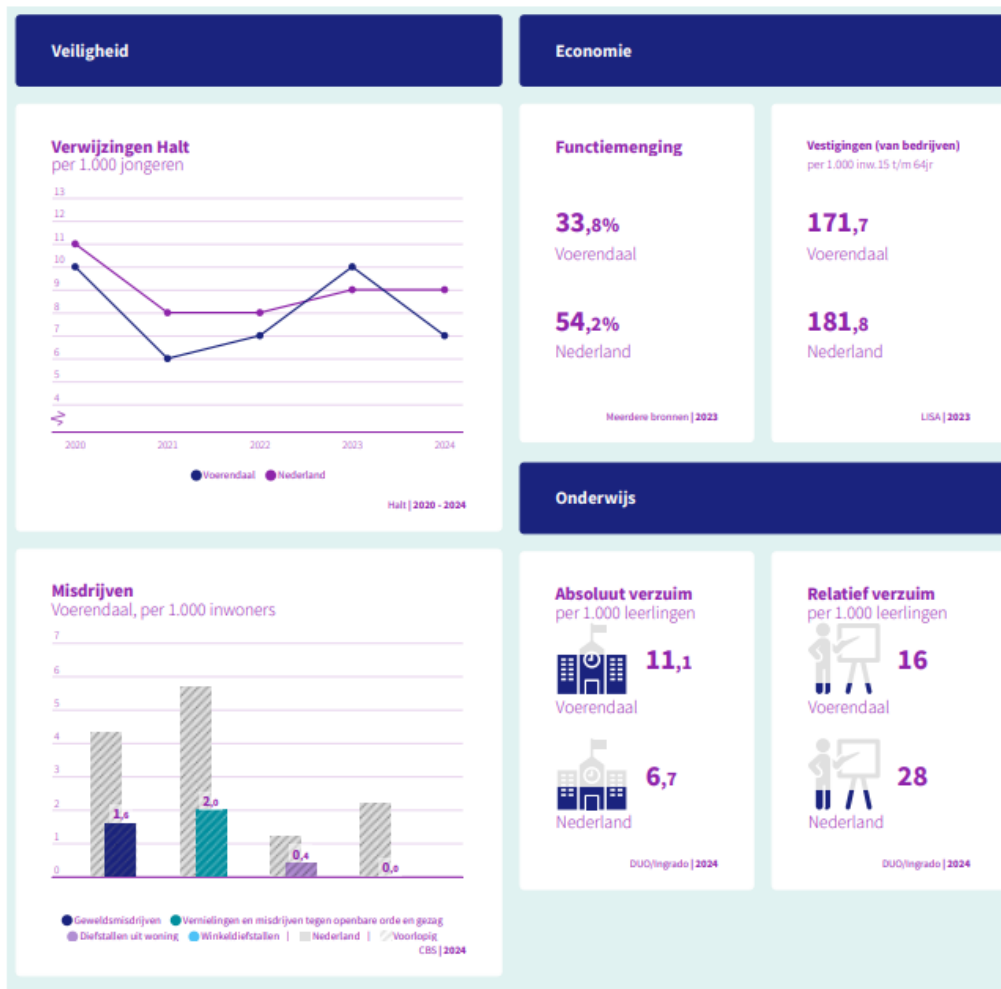 Veiligheid
Verwijzingen Halt
per 1.000 jongeren
13
12
11
10
9
8
7
6
5
4
2020 2021 2022 2023 2024
Voerendaal Nederland
Halt | 2020 - 2024
Misdrijven
Voerendaal, per 1.000 inwoners
7
6
5
4
3
2
1
0
1,6
2,0
0,4
0,0
Geweldsmisdrijven Vernielingen en misdrijven tegen openbare orde en gezag
Diefstallen uit woning Winkeldiefstallen | Nederland | Voorlopig
CBS | 2024
Economie
Functiemenging
33,8%
Voerendaal
54,2%
Nederland
Meerdere bronnen | 2023
Vestigingen (van bedrijven)
per 1.000 inw.15 t/m 64jr
171,7
Voerendaal
181,8
Nederland
LISA | 2023
Onderwijs
Absoluut verzuim
per 1.000 leerlingen
11,1
Voerendaal
6,7
Nederland
DUO/Ingrado | 2024
Relatief verzuim
per 1.000 leerlingen
16
Voerendaal
28
Nederland
DUO/Ingrado | 2024